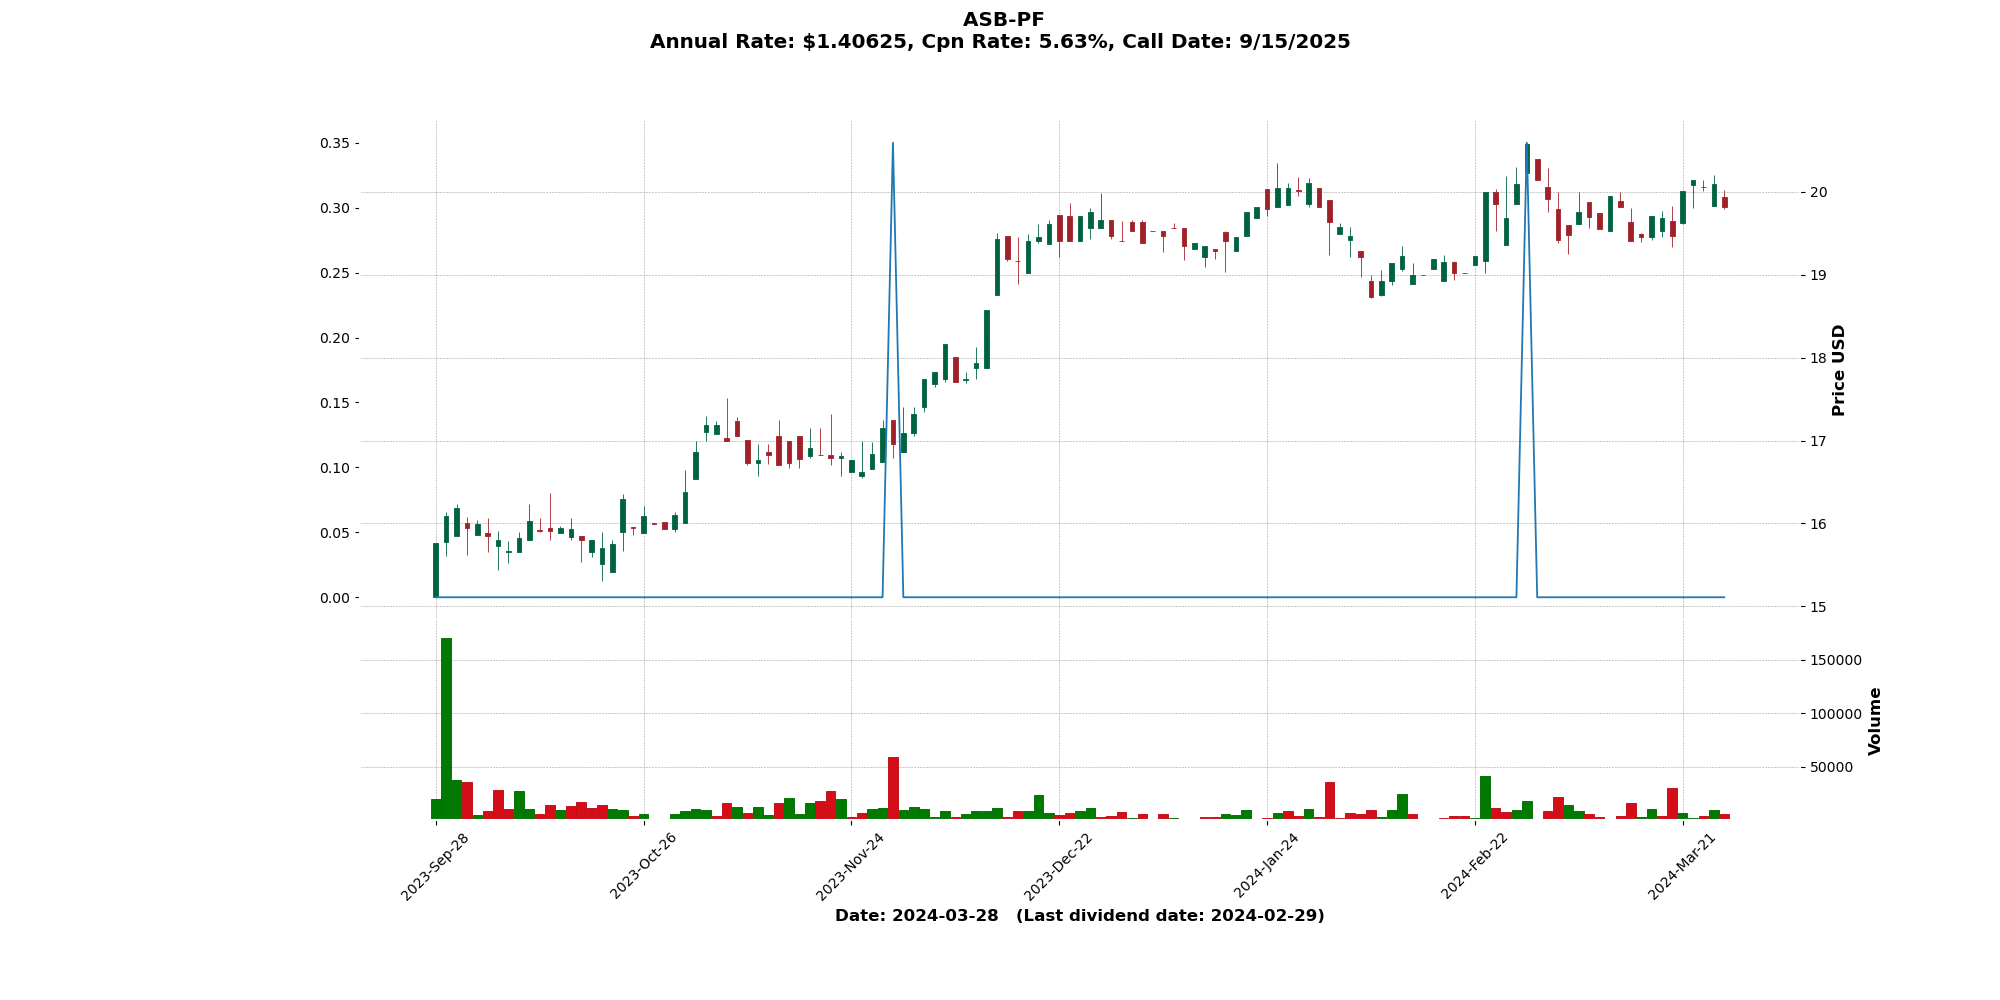 ASB-PF
Annual Rate: $1.40625, Cpn Rate: 5.63%, Call Date: 9/15/2025
0.35
0.30
0.25
0.20
0.15
0.10
0.05
0.00
20
19
18
17
16
15
Price USD
150000
100000
50000
Volume
2023-Sep-28
2023-Oct-26
2023-Nov-24
2023-Dec-22
2024-Jan-24
2024-Feb-22
2024-Mar-21
Date: 2024-03-28 (Last dividend date: 2024-02-29)